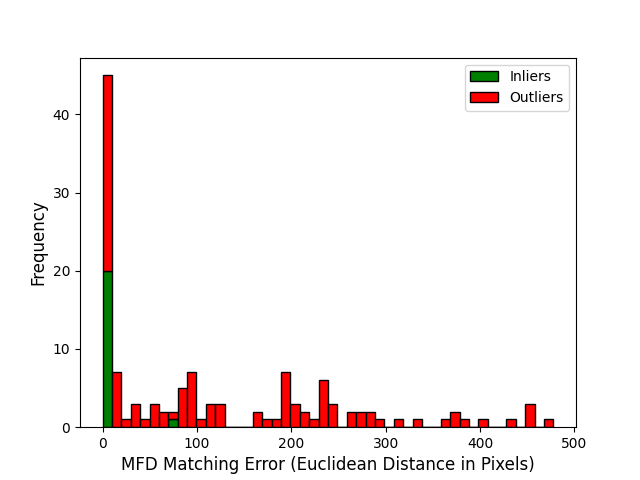 Inliers
Outliers
40
30
20
10
0
Frequency
0 100 200 300 400 500
MFD Matching Error (Euclidean Distance in Pixels)